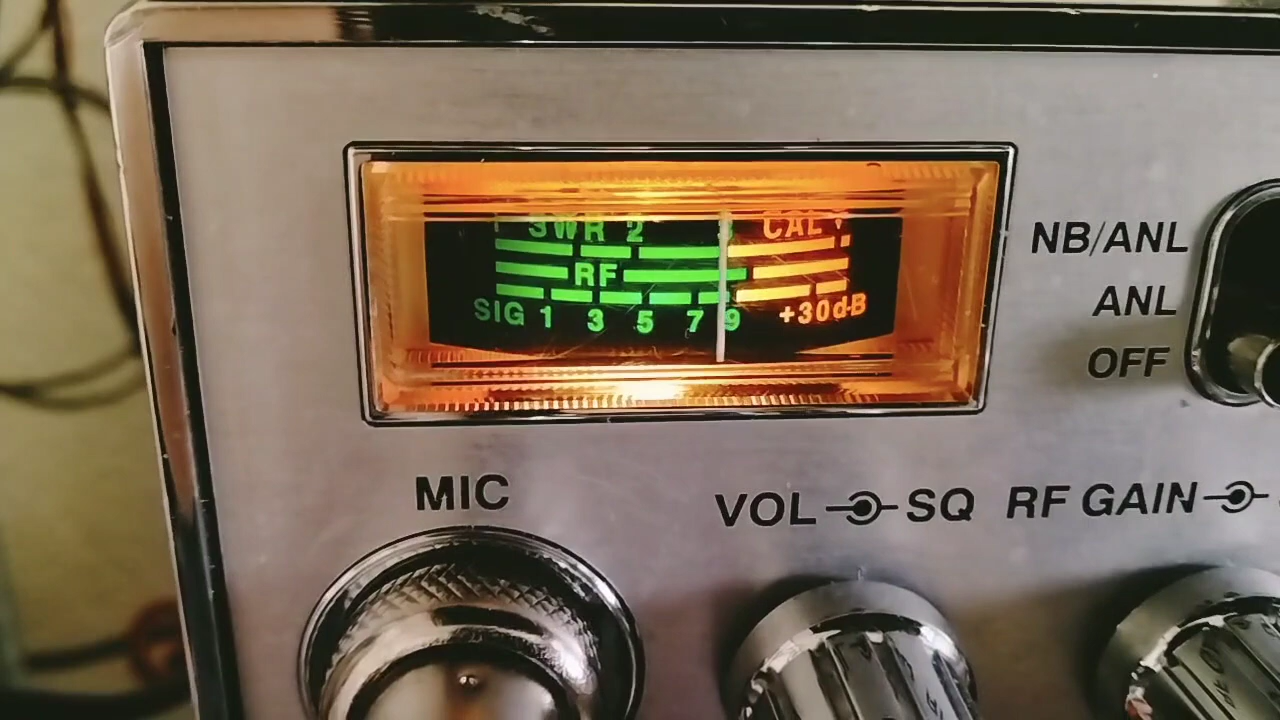 1 SWR 2 3 CAL
RF
SIG 1 3 5 7 9 +30dB
NB/ANL
ANL
OFF
MIC
VOL SQ RF GAIN